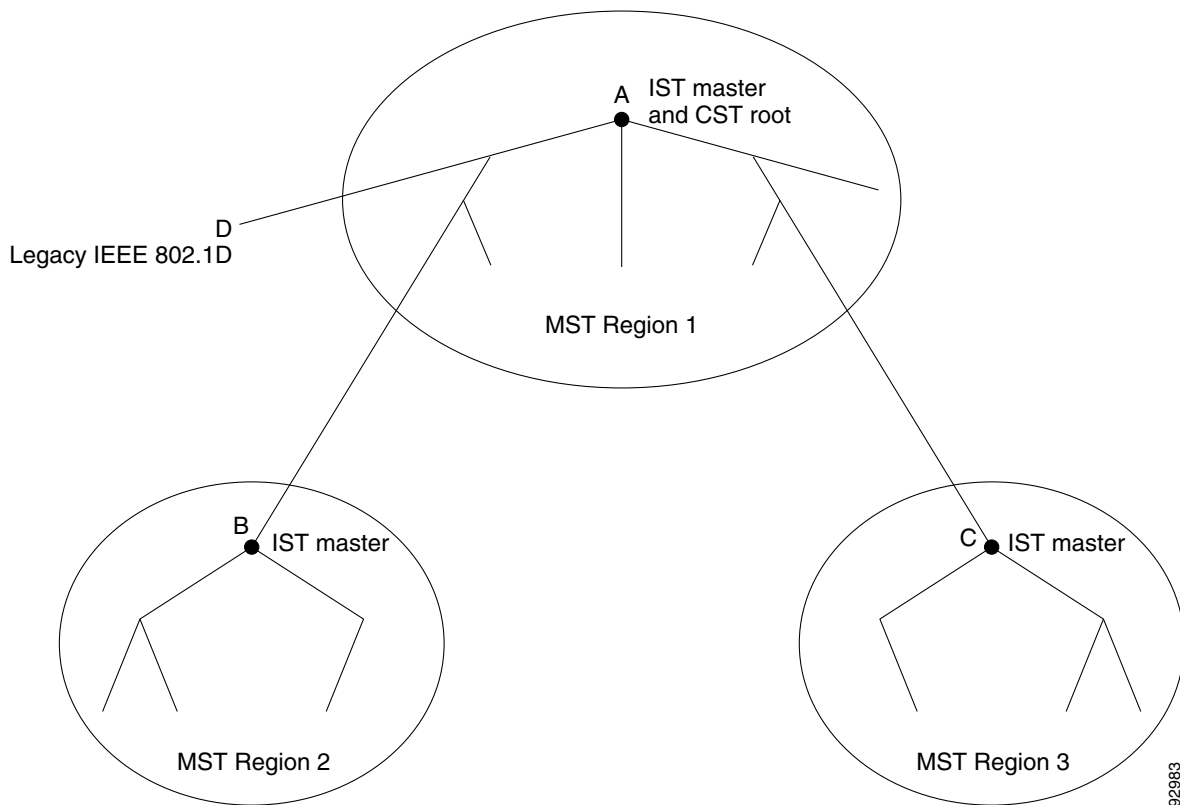 A
IST master
and CST root
D
Legacy IEEE 802.1D
MST Region 1
B
IST master
C
IST master
MST Region 2
MST Region 3
92983